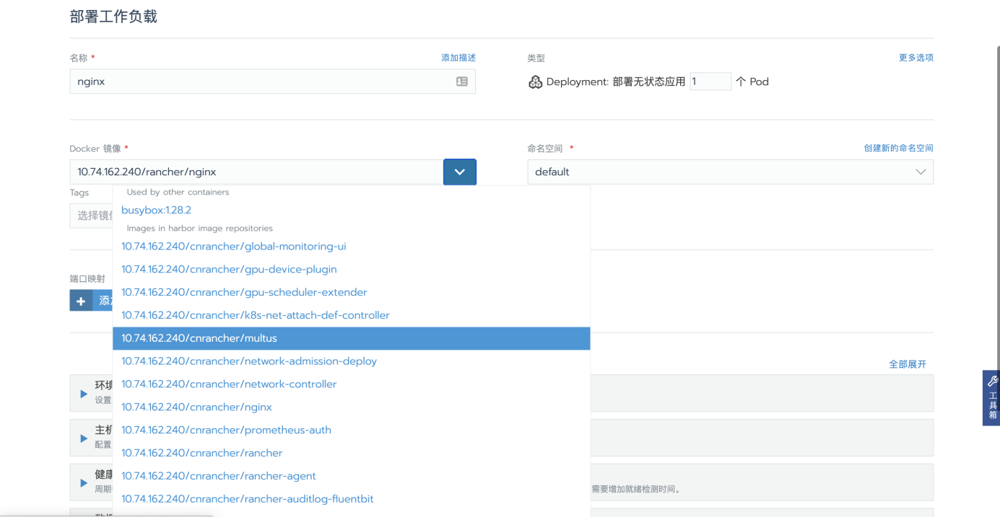 部署工作负载
名称 * 添加描述 类型 更多选项
nginx Deployment: 部署无状态应用 1 个 Pod
Docker 镜像 * 命名空间 * 创建新的命名空间
10.74.162.240/rancher/nginx default
Tags Used by other containers
选择镜 busybox:1.28.2
Images in harbor image repositories
10.74.162.240/cnrancher/global-monitoring-ui
10.74.162.240/cnrancher/gpu-device-plugin
端口映射
10.74.162.240/cnrancher/gpu-scheduler-extender
添
10.74.162.240/cnrancher/k8s-net-attach-def-controller
10.74.162.240/cnrancher/multus
10.74.162.240/cnrancher/network-admission-deploy 全部展开
环境 10.74.162.240/cnrancher/network-controller
设置
10.74.162.240/cnrancher/nginx
工具箱
主机 10.74.162.240/cnrancher/prometheus-auth
配置
10.74.162.240/cnrancher/rancher
健康 10.74.162.240/cnrancher/rancher-agent
周期 需要增加就绪检测时间。
10.74.162.240/cnrancher/rancher-auditlog-fluentbit